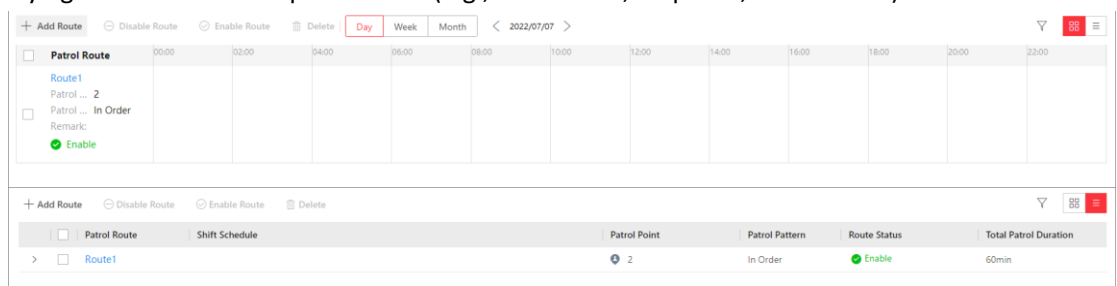 + Add Route Disable Route Enable Route Delete Day Week Month < 2022/07/07 >
Patrol Route 00:00 02:00 04:00 06:00 08:00 10:00 12:00 14:00 16:00 18:00 20:00 22:00
Route1
Patrol ... 2
Patrol ... In Order
Remark:
Enable
+ Add Route Disable Route Enable Route Delete
Patrol Route Shift Schedule Patrol Point Patrol Pattern Route Status Total Patrol Duration
> Route1 2 In Order Enable 60min